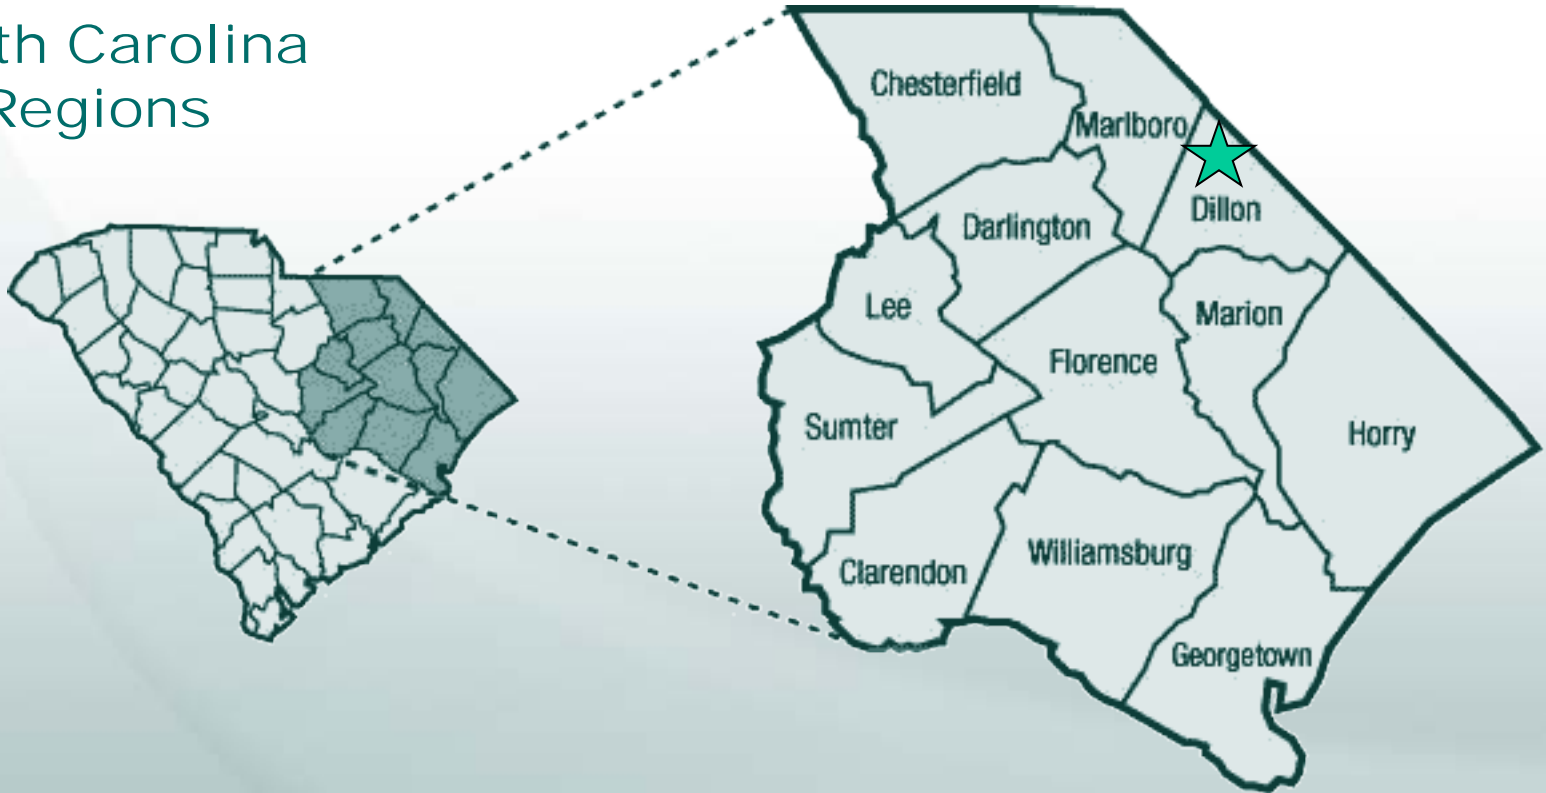 th Carolina
Regions
Chesterfield
Marlboro
Dillon
Darlington
Lee
Marion
Florence
Sumter
Horry
Williamsburg
Clarendon
Georgetown